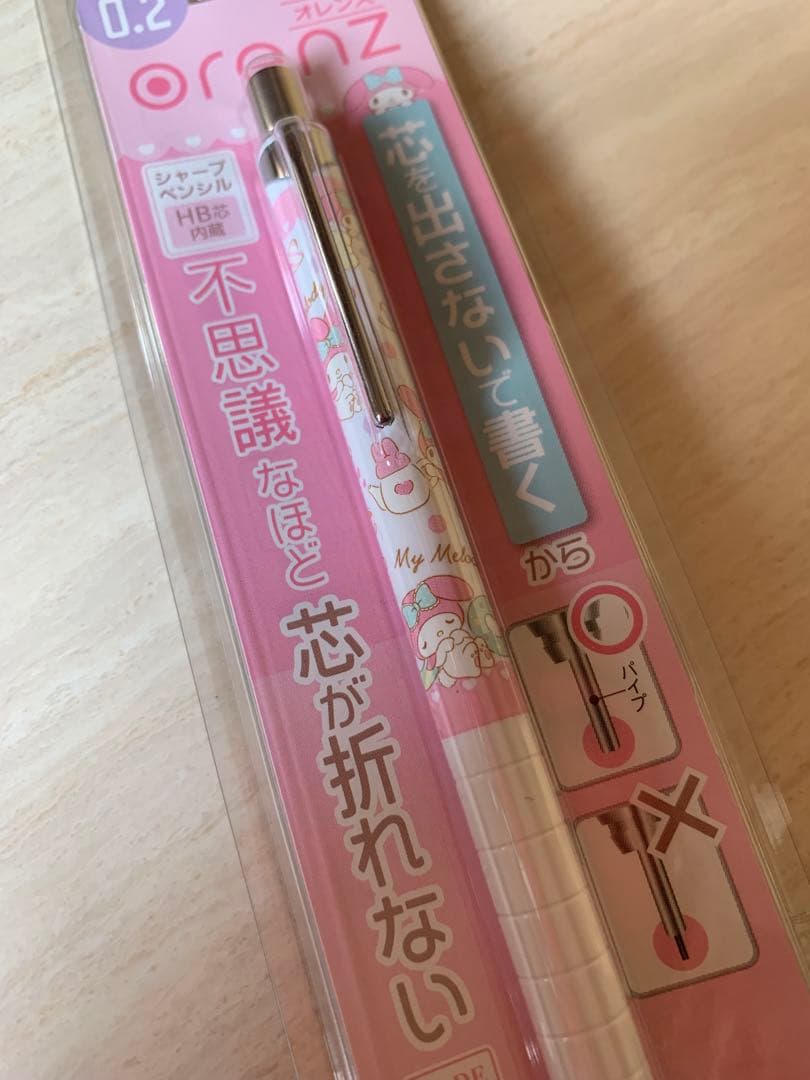 0.2
オレンズ
orenz
シャープ
ペンシル
HB芯
内蔵
芯を出さないで書く
から
不思議なほど
芯が折れない
My Melo
パイプ